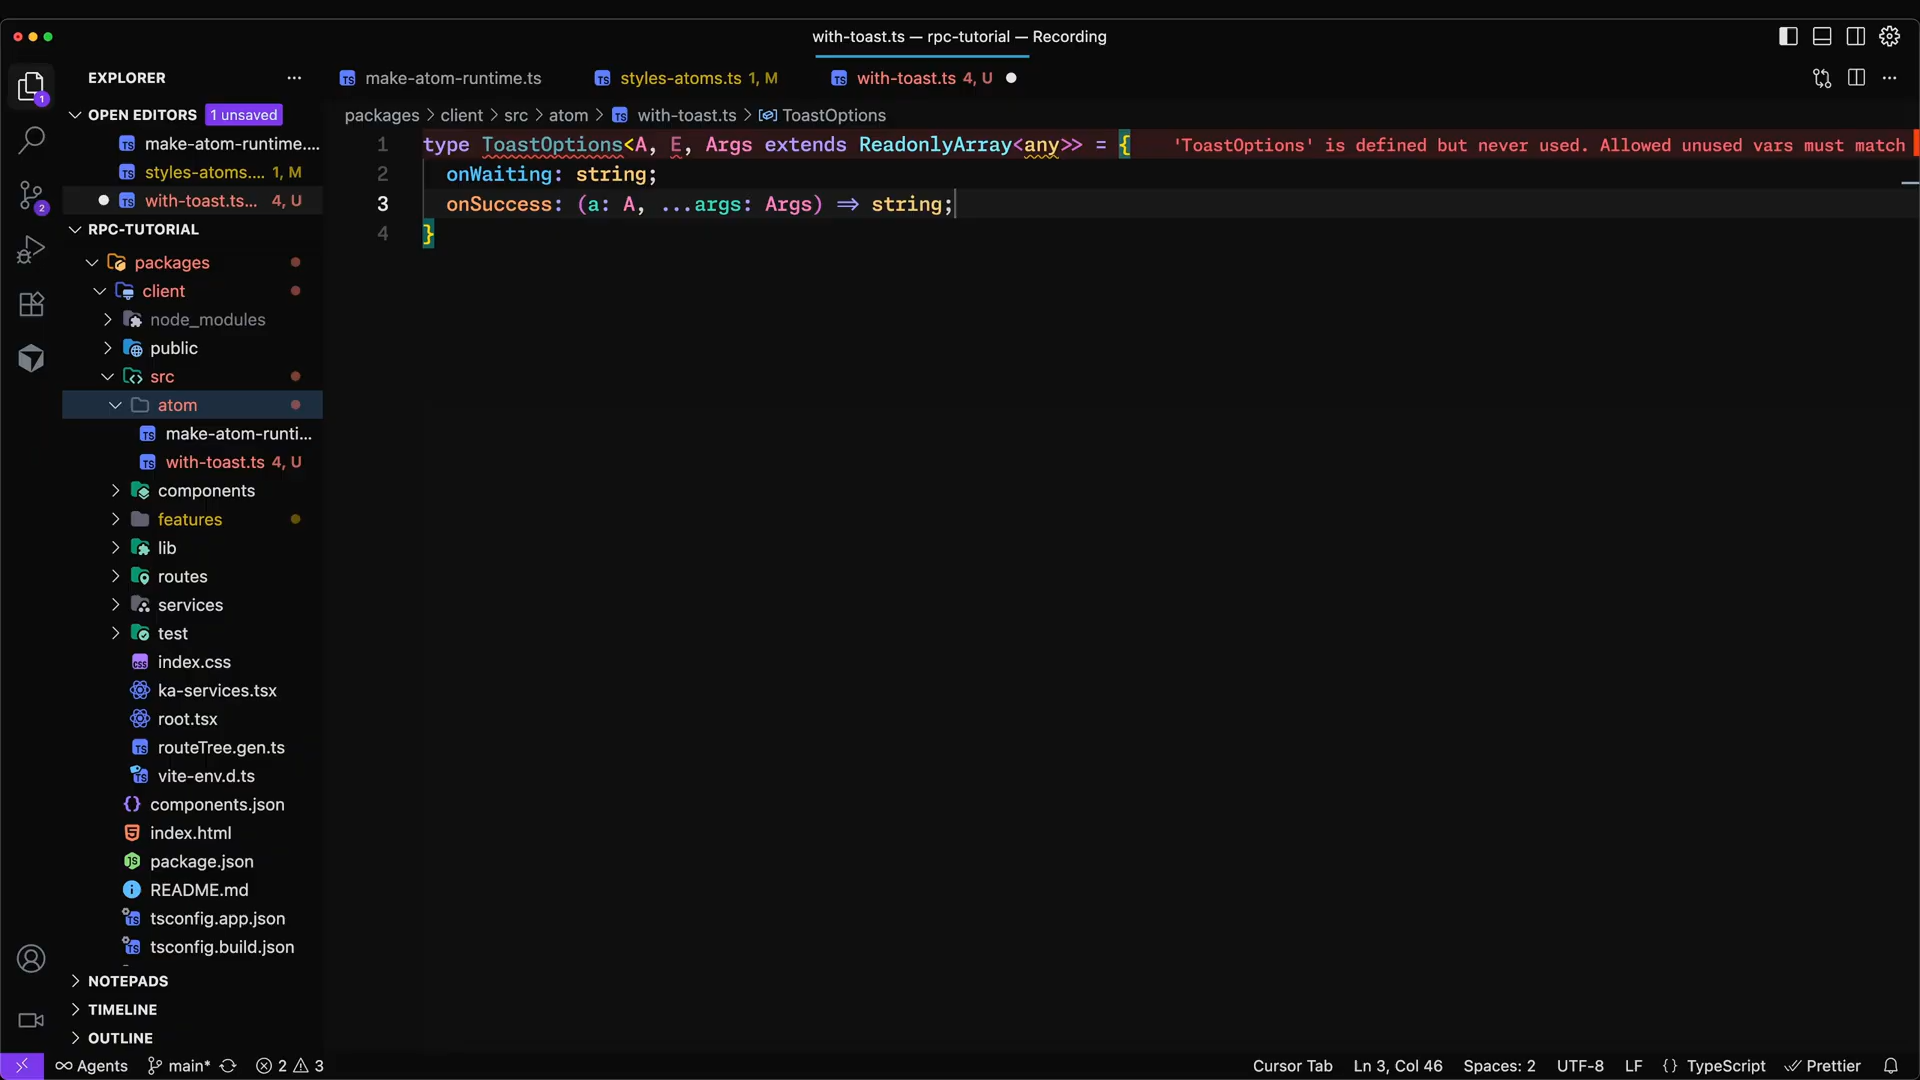 with-toast.ts — rpc-tutorial — Recording
EXPLORER
make-atom-runtime.ts
styles-atoms.ts 1, M
with-toast.ts 4, U
OPEN EDITORS 1 unsaved
packages > client > src > atom > with-toast.ts > ToastOptions
make-atom-runtime....
styles-atoms.... 1, M
with-toast.ts... 4, U
1 type ToastOptions<A, E, Args extends ReadonlyArray<any>> = { 'ToastOptions' is defined but never used. Allowed unused vars must match
2 onWaiting: string;
3 onSuccess: (a: A, ...args: Args) => string;
4 }
RPC-TUTORIAL
packages
client
node_modules
public
src
atom
make-atom-runti...
with-toast.ts 4, U
components
features
lib
routes
services
test
index.css
ka-services.tsx
root.tsx
routeTree.gen.ts
vite-env.d.ts
components.json
index.html
package.json
README.md
tsconfig.app.json
tsconfig.build.json
NOTEPADS
TIMELINE
OUTLINE
Agents main* 2 3 Cursor Tab Ln 3, Col 46 Spaces: 2 UTF-8 LF {} TypeScript Prettier